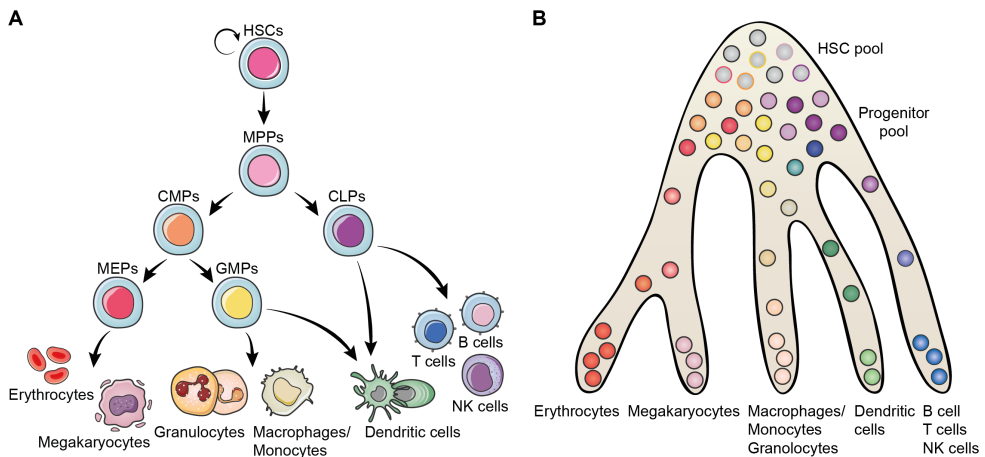 A
HSCs
MPPs
CMPs
CLPs
MEPs
GMPs
B cells
T cells
NK cells
Erythrocytes
Megakaryocytes
Granulocytes
Macrophages/
Monocytes
Dendritic cells
B
HSC pool
Progenitor
pool
Erythrocytes
Megakaryocytes
Macrophages/
Monocytes
Granulocytes
Dendritic
cells
B cell
T cells
NK cells